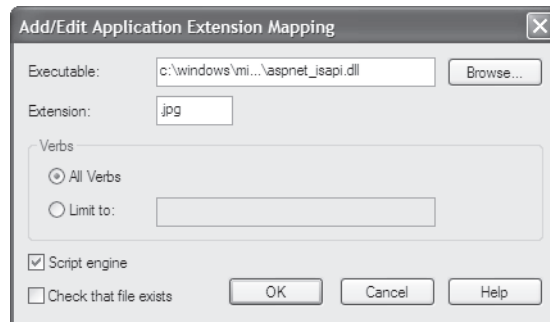 Add/Edit Application Extension Mapping
Executable: c:\windows\mi...\aspnet_isapi.dll Browse...
Extension: .jpg
Verbs
All Verbs
Limit to:
Script engine
Check that file exists OK Cancel Help